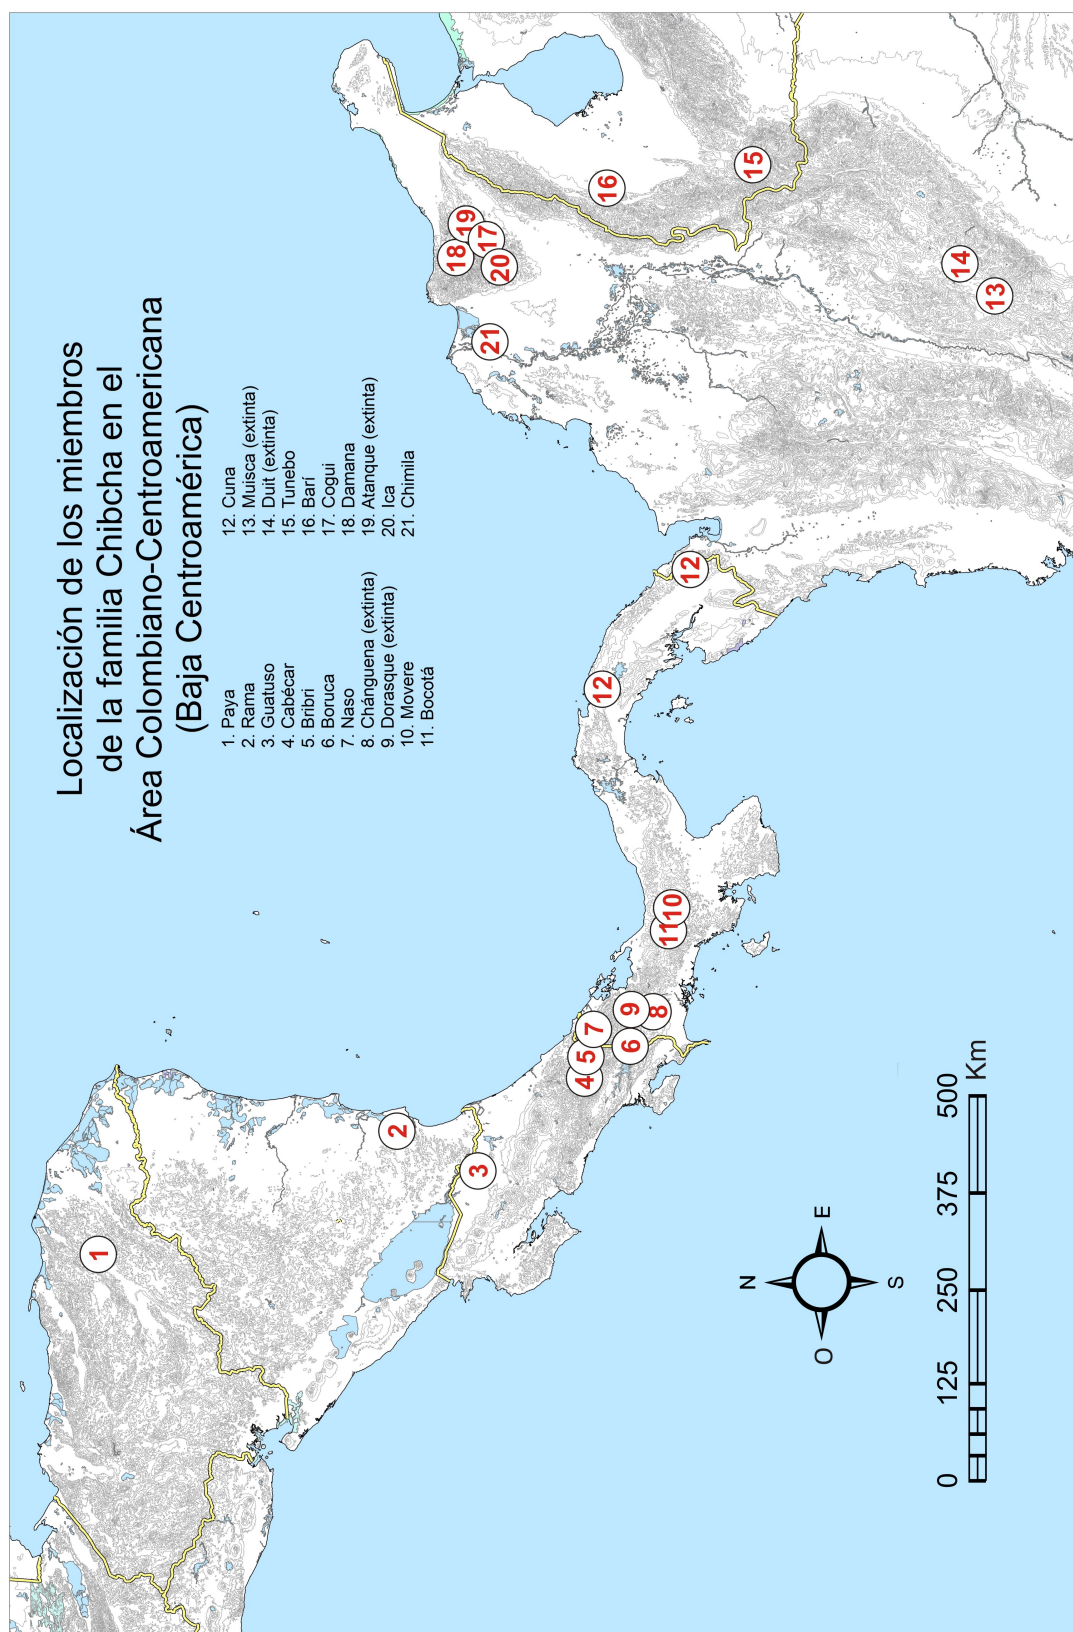 Localización de los miembros
de la familia Chibcha en el
Área Colombiano-Centroamericana
(Baja Centroamérica)
1. Paya
2. Rama
3. Guatuso
4. Cabécar
5. Bribri
6. Boruca
7. Naso
8. Chánguena (extinta)
9. Dorasque (extinta)
10. Movere
11. Bocotá
12. Cuna
13. Muisca (extinta)
14. Duit (extinta)
15. Tunebo
16. Barí
17. Cogui
18. Damana
19. Atanque (extinta)
20. Ica
21. Chimila
1
2
3
4
5
6
7
8
9
11
10
12
12
21
18
19
17
20
16
15
14
13
N
O
E
S
0 125 250 375 500
Km